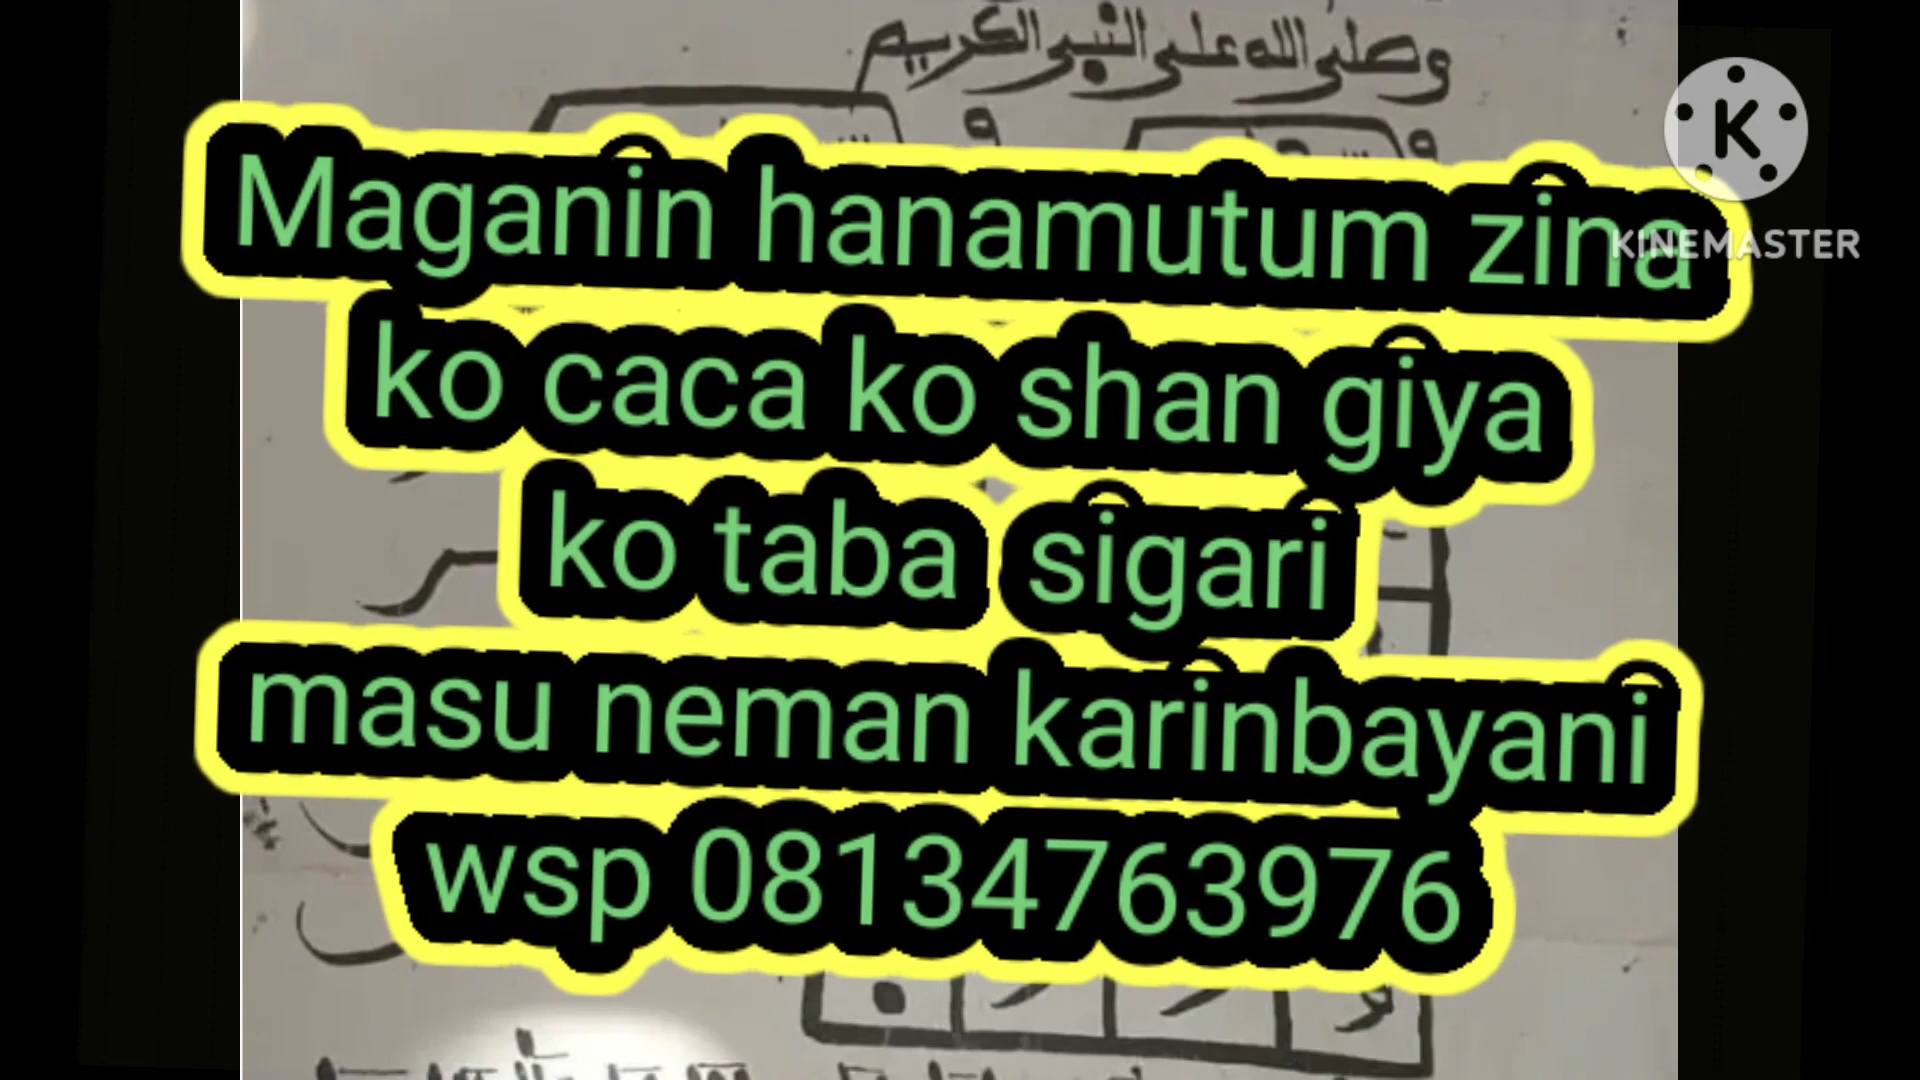 وصلى الله على النبي الكريم
Maganin hanamutum zina
KINEMASTER
ko caca ko shan giya
ko taba sigari
masu neman karinbayani
wsp 08134763976